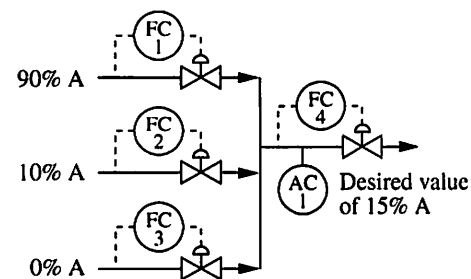 FC
1
90% A
FC
2
10% A
FC
3
0% A
FC
4
AC
1
Desired value
of 15% A